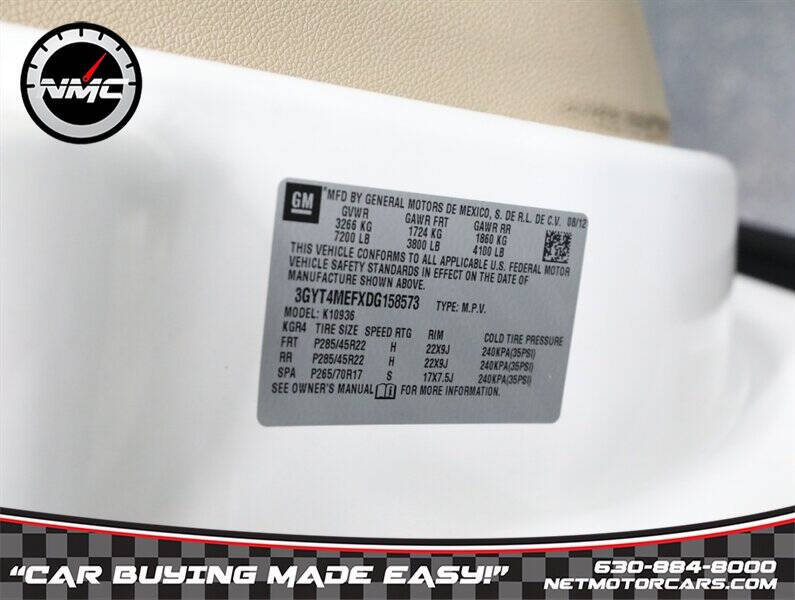 NMC
GM
MFD BY GENERAL MOTORS DE MEXICO, S. DE R.L. DE C.V. 08/12
GVWR GAWR FRT GAWR RR
3266 KG 1724 KG 1860 KG
7200 LB 3800 LB 4100 LB
THIS VEHICLE CONFORMS TO ALL APPLICABLE U.S. FEDERAL MOTOR
VEHICLE SAFETY STANDARDS IN EFFECT ON THE DATE OF
MANUFACTURE SHOWN ABOVE.
3GYT4MEFXDG158573 TYPE: M.P.V.
MODEL: K10936
KGR4 TIRE SIZE SPEED RTG RIM COLD TIRE PRESSURE
FRT P285/45R22 H 22X9J 240KPA(35PSI)
RR P285/45R22 H 22X9J 240KPA(35PSI)
SPA P265/70R17 S 17X7.5J 240KPA(35PSI)
SEE OWNER'S MANUAL FOR MORE INFORMATION.
"CAR BUYING MADE EASY!"
630-884-8000
NETMOTORCARS.COM